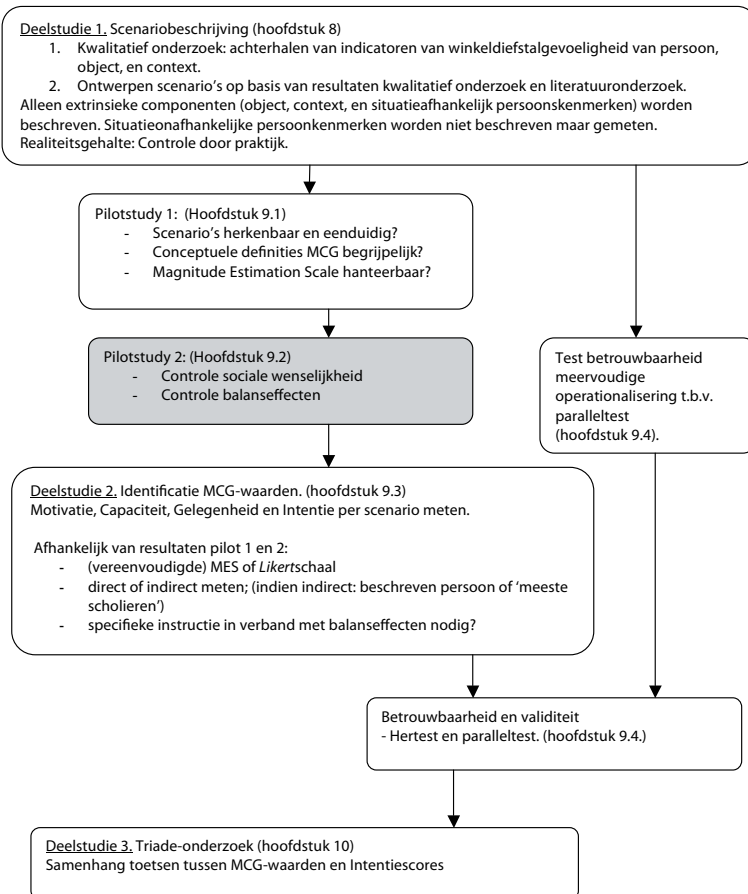 Deelstudie 1. Scenariobeschrijving (hoofdstuk 8)
1. Kwalitatief onderzoek: achterhalen van indicatoren van winkeldiefstalgevoeligheid van persoon,
object, en context.
2. Ontwerpen scenario's op basis van resultaten kwalitatief onderzoek en literatuuronderzoek.
Alleen extrinsieke componenten (object, context, en situatieafhankelijk persoonskenmerken) worden
beschreven. Situatieonafhankelijke persoonkenmerken worden niet beschreven maar gemeten.
Realiteitsgehalte: Controle door praktijk.
Pilotstudy 1: (Hoofdstuk 9.1)
- Scenario's herkenbaar en eenduidig?
- Conceptuele definities MCG begrijpelijk?
- Magnitude Estimation Scale hanteerbaar?
Pilotstudy 2: (Hoofdstuk 9.2)
- Controle sociale wenselijkheid
- Controle balanseffecten
Test betrouwbaarheid
meervoudige
operationalisering t.b.v.
paralleltest
(hoofdstuk 9.4).
Deelstudie 2. Identificatie MCG-waarden. (hoofdstuk 9.3)
Motivatie, Capaciteit, Gelegenheid en Intentie per scenario meten.
Afhankelijk van resultaten pilot 1 en 2:
- (vereenvoudigde) MES of Likertschaal
- direct of indirect meten; (indien indirect: beschreven persoon of 'meeste
scholieren')
- specifieke instructie in verband met balanseffecten nodig?
Betrouwbaarheid en validiteit
- Hertest en paralleltest. (hoofdstuk 9.4.)
Deelstudie 3. Triade-onderzoek (hoofdstuk 10)
Samenhang toetsen tussen MCG-waarden en Intentiescores